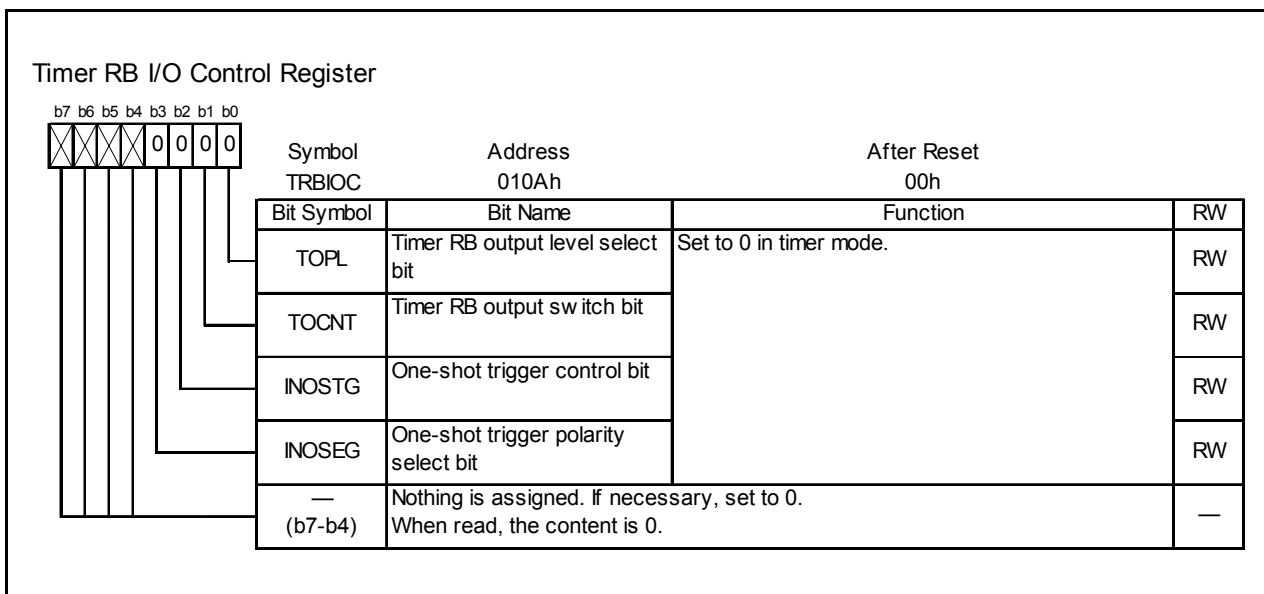 Timer RB I/O Control Register
b7 b6 b5 b4 b3 b2 b1 b0
0 0 0 0
Symbol Address After Reset
TRBIOC 010Ah 00h
Bit Symbol Bit Name Function RW
TOPL Timer RB output level select bit Set to 0 in timer mode. RW
TOCNT Timer RB output switch bit RW
INOSTG One-shot trigger control bit RW
INOSEG One-shot trigger polarity select bit RW
— (b7-b4) Nothing is assigned. If necessary, set to 0. —
When read, the content is 0.